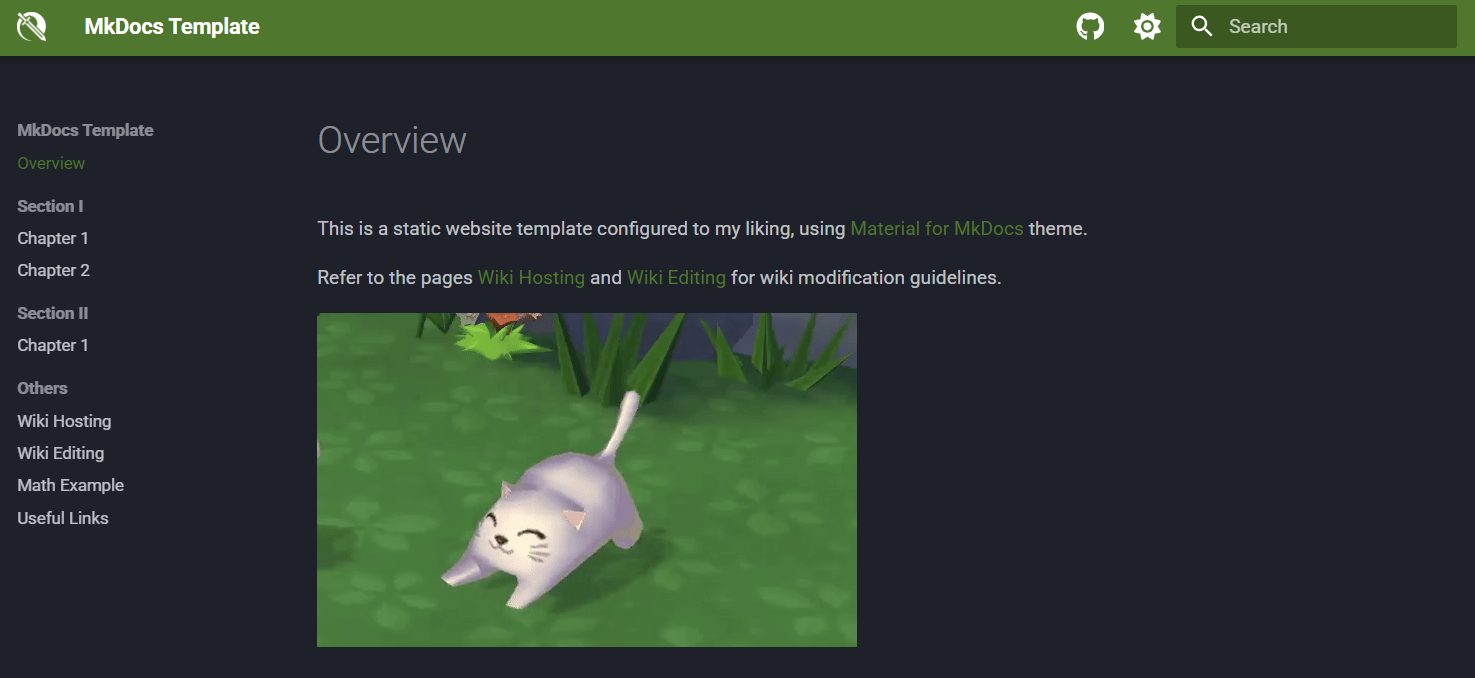 MkDocs Template
Search
MkDocs Template
Overview
Section I
Chapter 1
Chapter 2
Section II
Chapter 1
Others
Wiki Hosting
Wiki Editing
Math Example
Useful Links
Overview
This is a static website template configured to my liking, using Material for MkDocs theme.
Refer to the pages Wiki Hosting and Wiki Editing for wiki modification guidelines.